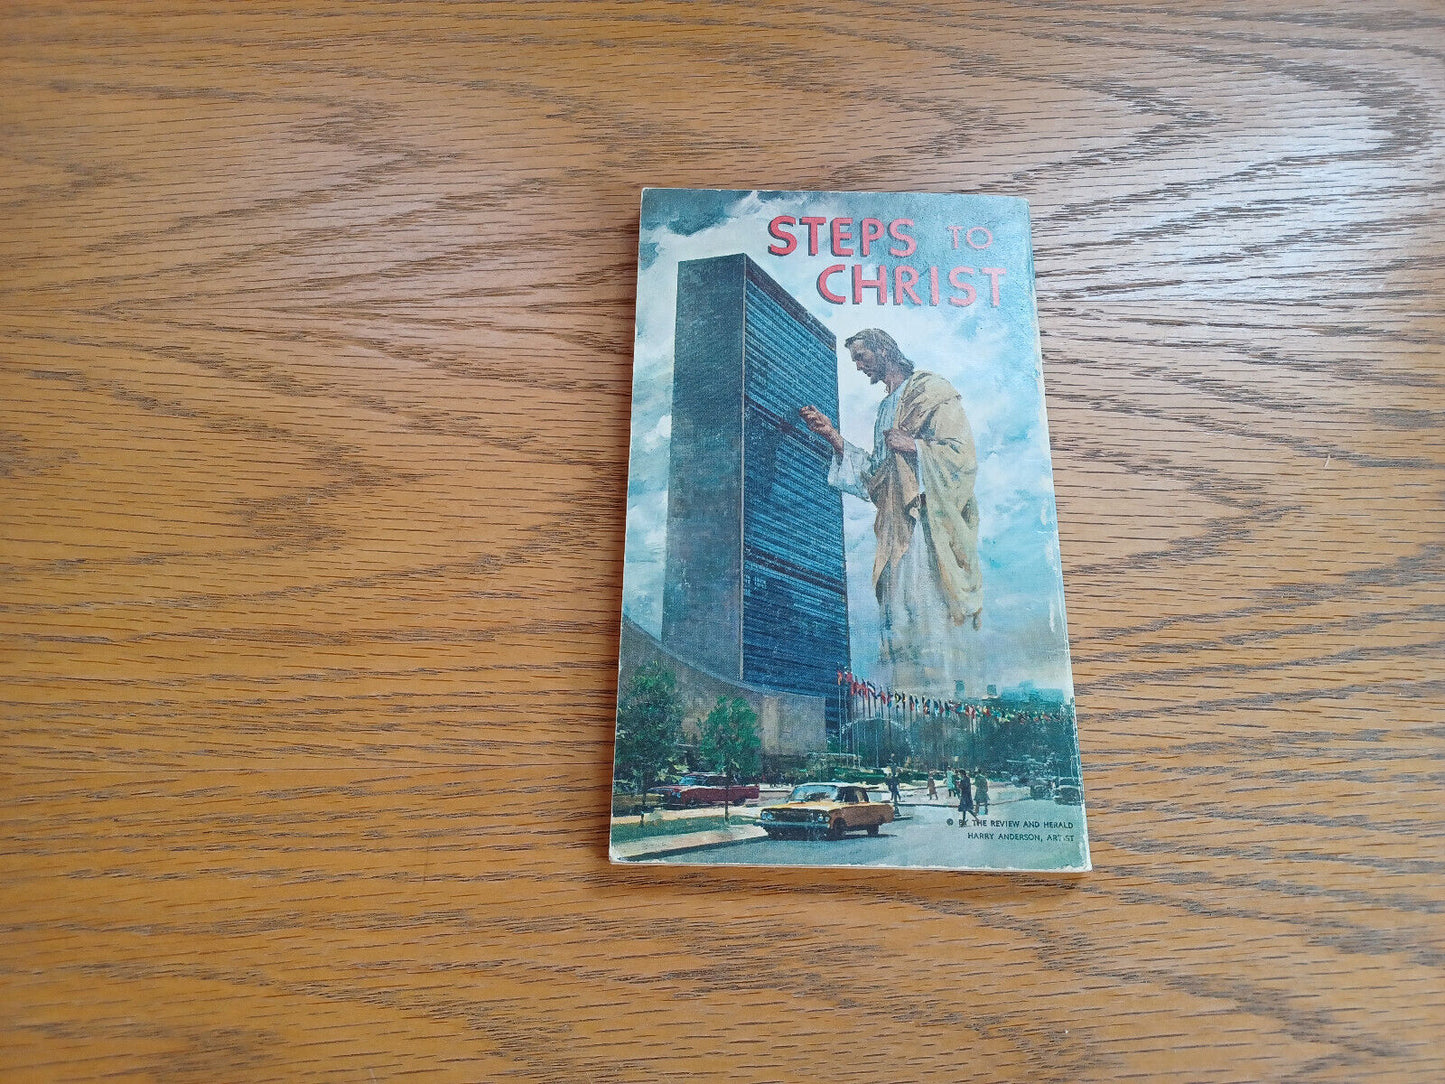 STEPS TO
CHRIST
© BY THE REVIEW AND HERALD
HARRY ANDERSON, ARTIST